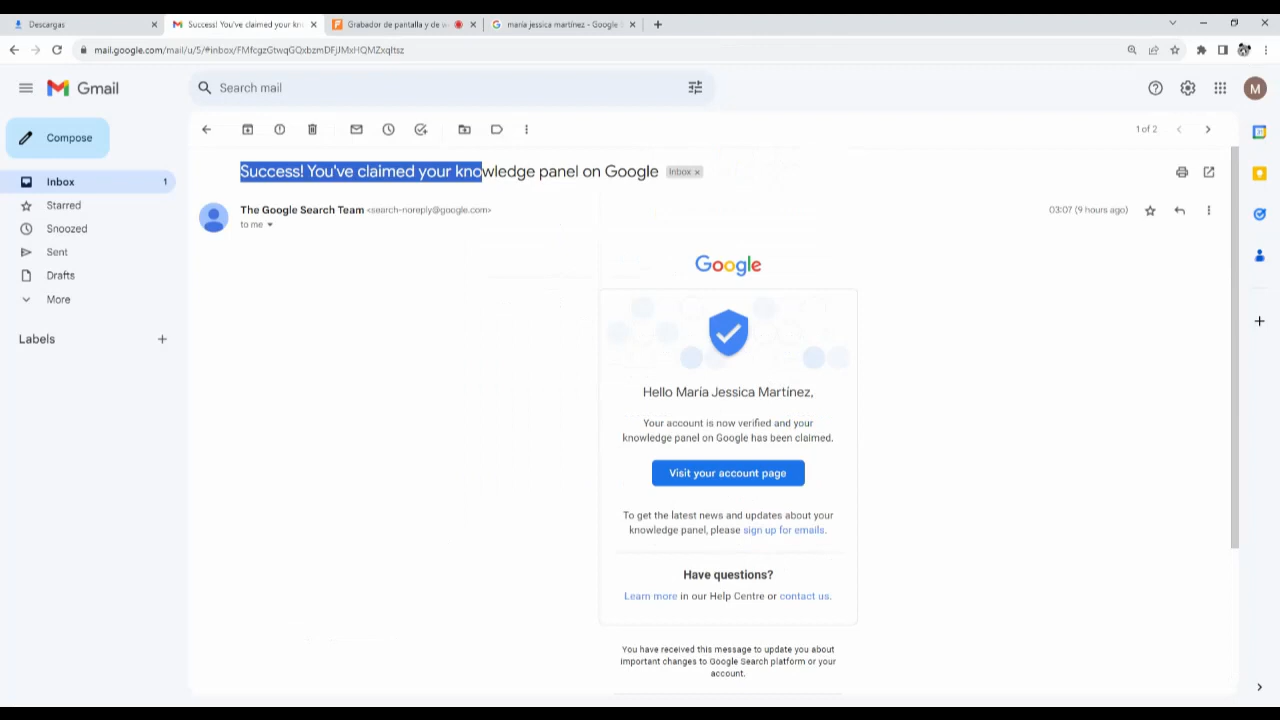 Descargas
Success! You've claimed your kn
Grabador de pantalla y de w
maria jessica martínez - Google S
mail.google.com/mail/u/5/#inbox/FMfcgzGtwqGQxbzmDFjJMxHQMZxqltsz
Gmail
Search mail
M
Compose
1 of 2
Inbox 1
Starred
Snoozed
Sent
Drafts
More
Labels
Success! You've claimed your knowledge panel on Google Inbox x
The Google Search Team <search-noreply@google.com>
03:07 (9 hours ago)
to me
Google
Hello María Jessica Martínez,
Your account is now verified and your
knowledge panel on Google has been claimed.
Visit your account page
To get the latest news and updates about your
knowledge panel, please sign up for emails.
Have questions?
Learn more in our Help Centre or contact us.
You have received this message to update you about
important changes to Google Search platform or your
account.